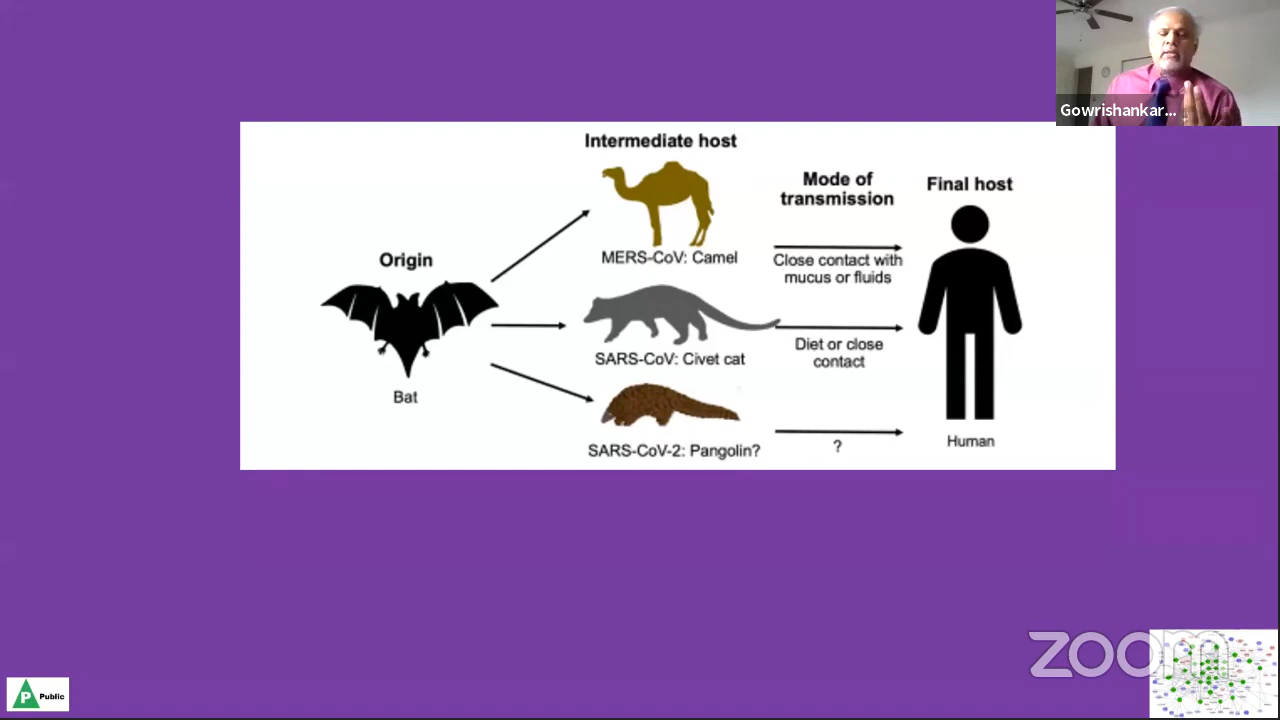 Gowrishankar...
Intermediate host
Mode of
transmission
Final host
Origin
MERS-CoV: Camel
Close contact with
mucus or fluids
SARS-CoV: Civet cat
Diet or close
contact
Bat
SARS-CoV-2: Pangolin?
?
Human
zoom
P Public